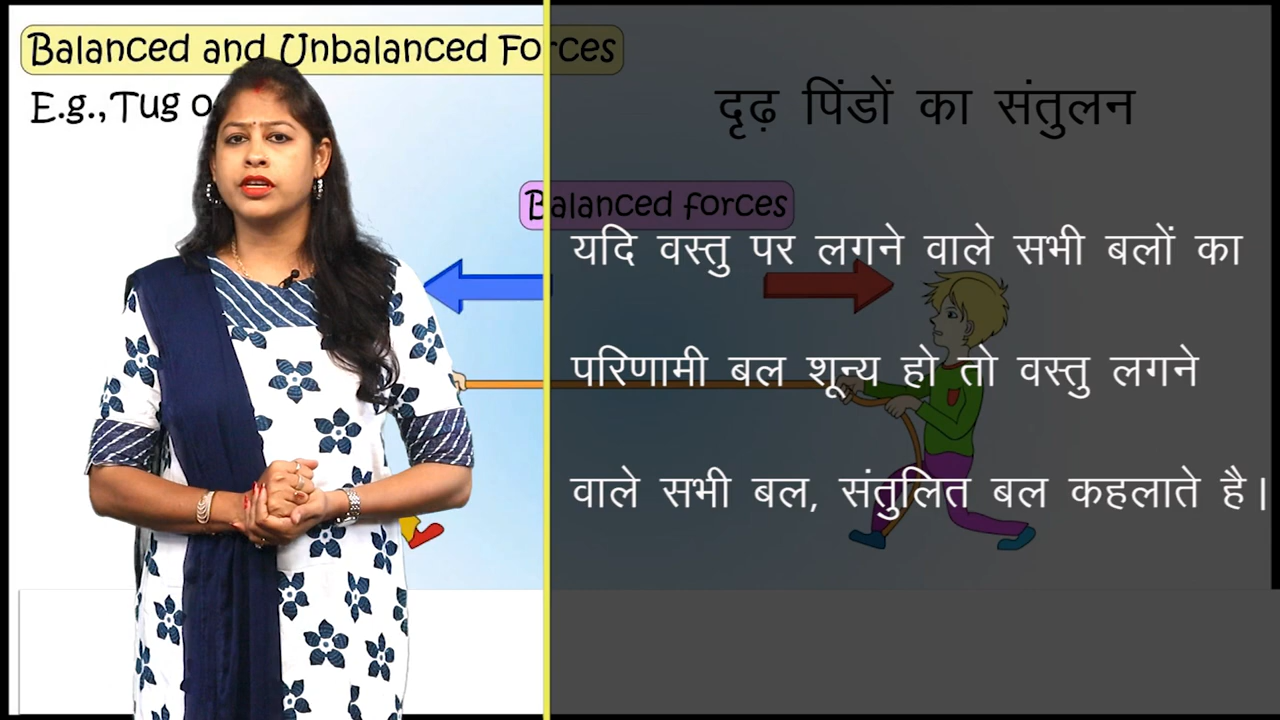 Balanced and Unbalanced Forces
E.g., Tug
दृढ़ पिंडों का संतुलन
Balanced forces
यदि वस्तु पर लगने वाले सभी बलों का
परिणामी बल शून्य हो तो वस्तु लगने
वाले सभी बल, संतुलित बल कहलाते है।